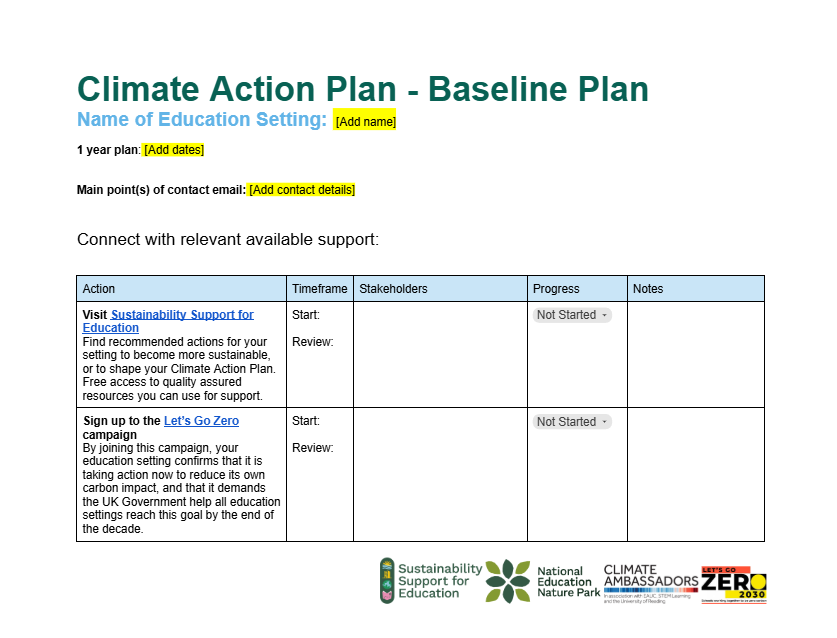 Climate Action Plan - Baseline Plan
Name of Education Setting: [Add name]
1 year plan: [Add dates]
Main point(s) of contact email: [Add contact details]
Connect with relevant available support:
Action
Timeframe
Stakeholders
Progress
Notes
Visit Sustainability Support for
Education
Find recommended actions for your
setting to become more sustainable,
or to shape your Climate Action Plan.
Free access to quality assured
resources you can use for support.
Start:
Review:
Not Started
Sign up to the Let's Go Zero
campaign
By joining this campaign, your
education setting confirms that it is
taking action now to reduce its own
carbon impact, and that it demands
the UK Government help all education
settings reach this goal by the end of
the decade.
Start:
Review:
Not Started
Sustainability
Support for
Education
National
Education
Nature Park
CLIMATE
AMBASSADORS
In association with EAUC, STEM Learning
and the University of Reading
LET'S GO
ZERO
2030